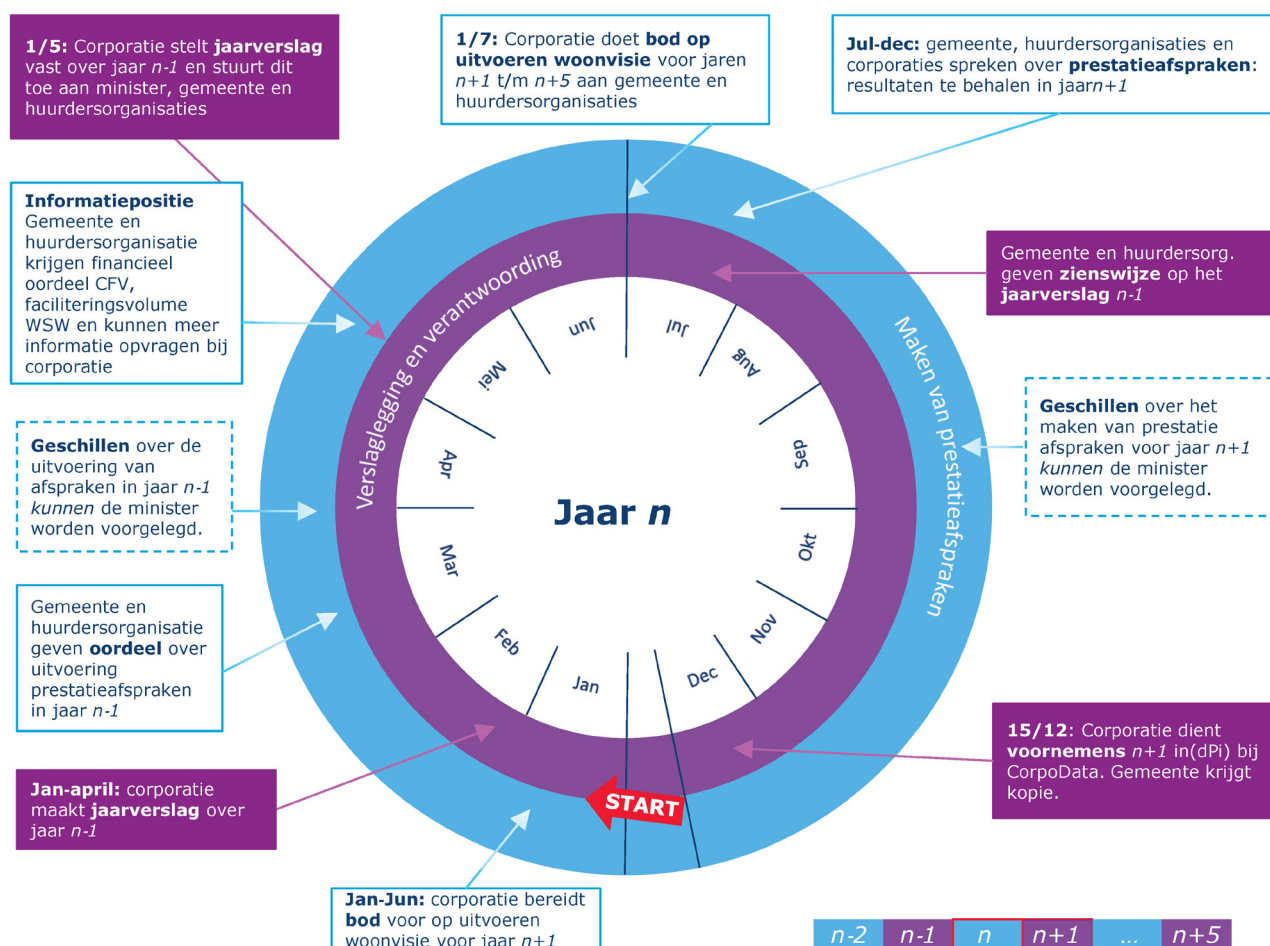 1/5: Corporatie stelt jaarverslag
vast over jaar n-1 en stuurt dit
toe aan minister, gemeente en
huurdersorganisaties
1/7: Corporatie doet bod op
uitvoeren woonvisie voor jaren
n+1 t/m n+5 aan gemeente en
huurdersorganisaties
Jul-dec: gemeente, huurdersorganisaties en
corporaties spreken over prestatieafspraken:
resultaten te behalen in jaarn+1
Informatiepositie
Gemeente en
huurdersorganisatie
krijgen financieel
oordeel CFV,
faciliteringsvolume
WSW en kunnen meer
informatie opvragen bij
corporatie
Gemeente en huurdersorg.
geven zienswijze op het
jaarverslag n-1
Geschillen over de
uitvoering van
afspraken in jaar n-1
kunnen de minister
worden voorgelegd.
Geschillen over het
maken van prestatie
afspraken voor jaar n+1
kunnen de minister
worden voorgelegd.
Verslaglegging en verantwoording
Maken van prestatieafspraken
Jaar n
Jan
Feb
Mar
Apr
Mei
Jun
Jul
Aug
Sep
Okt
Nov
Dec
START
Gemeente en
huurdersorganisatie
geven oordeel over
uitvoering
prestatieafspraken
in jaar n-1
Jan-april: corporatie
maakt jaarverslag over
jaar n-1
15/12: Corporatie dient
voornemens n+1 in(dPi) bij
CorpoData. Gemeente krijgt
kopie.
Jan-Jun: corporatie bereidt
bod voor op uitvoeren
woonvisie voor jaar n+1
n-2 n-1 n n+1 ... n+5